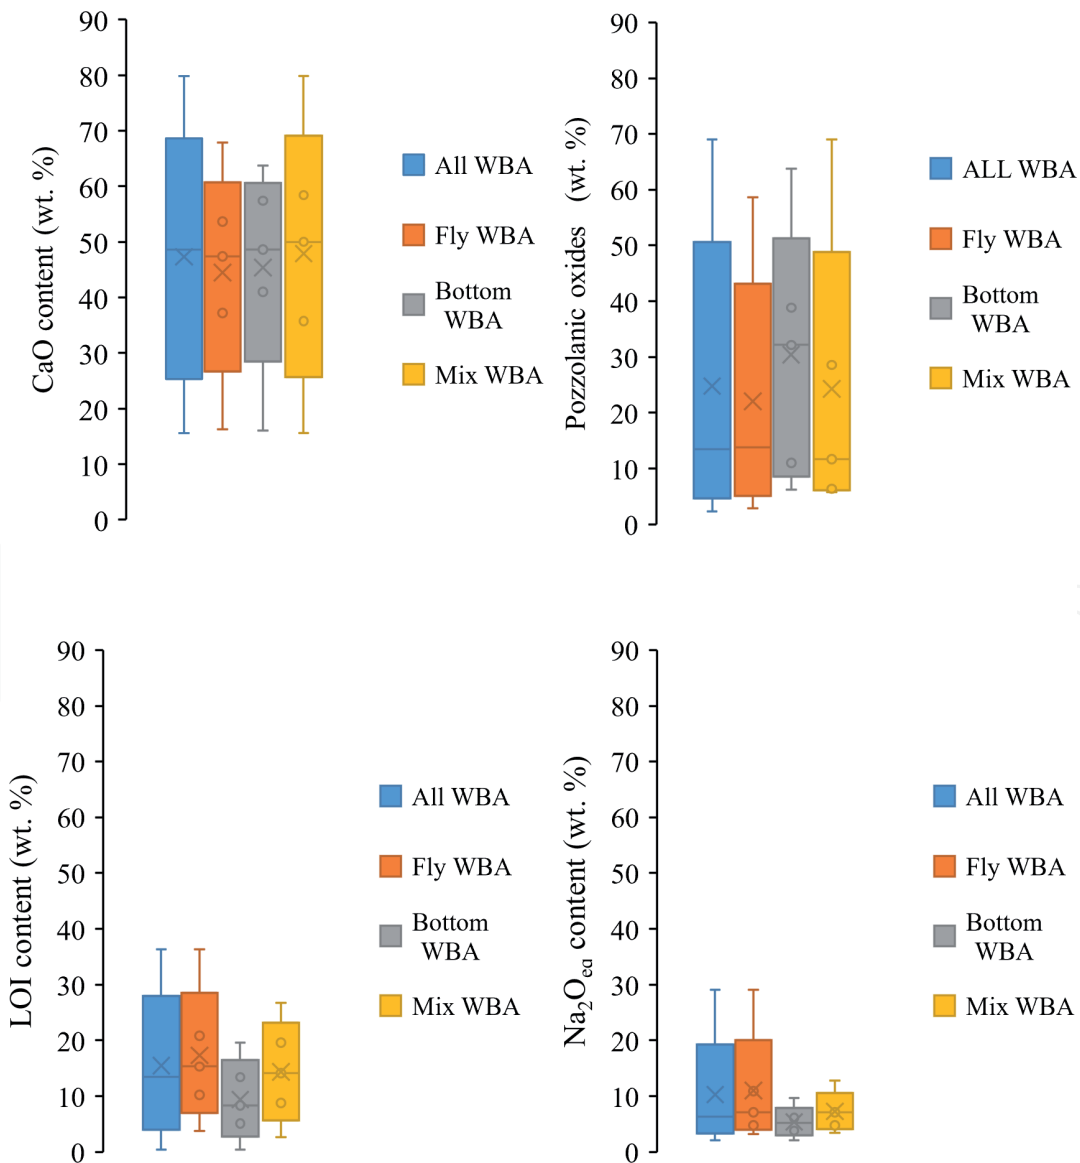 CaO content (wt. %)
90
80
70
60
50
40
30
20
10
0
All WBA
Fly WBA
Bottom
WBA
Mix WBA
Pozzolanic oxides (wt. %)
90
80
70
60
50
40
30
20
10
0
ALL WBA
Fly WBA
Bottom
WBA
Mix WBA
LOI content (wt. %)
90
80
70
60
50
40
30
20
10
0
All WBA
Fly WBA
Bottom
WBA
Mix WBA
Na₂Oeq content (wt. %)
90
80
70
60
50
40
30
20
10
0
All WBA
Fly WBA
Bottom
WBA
Mix WBA